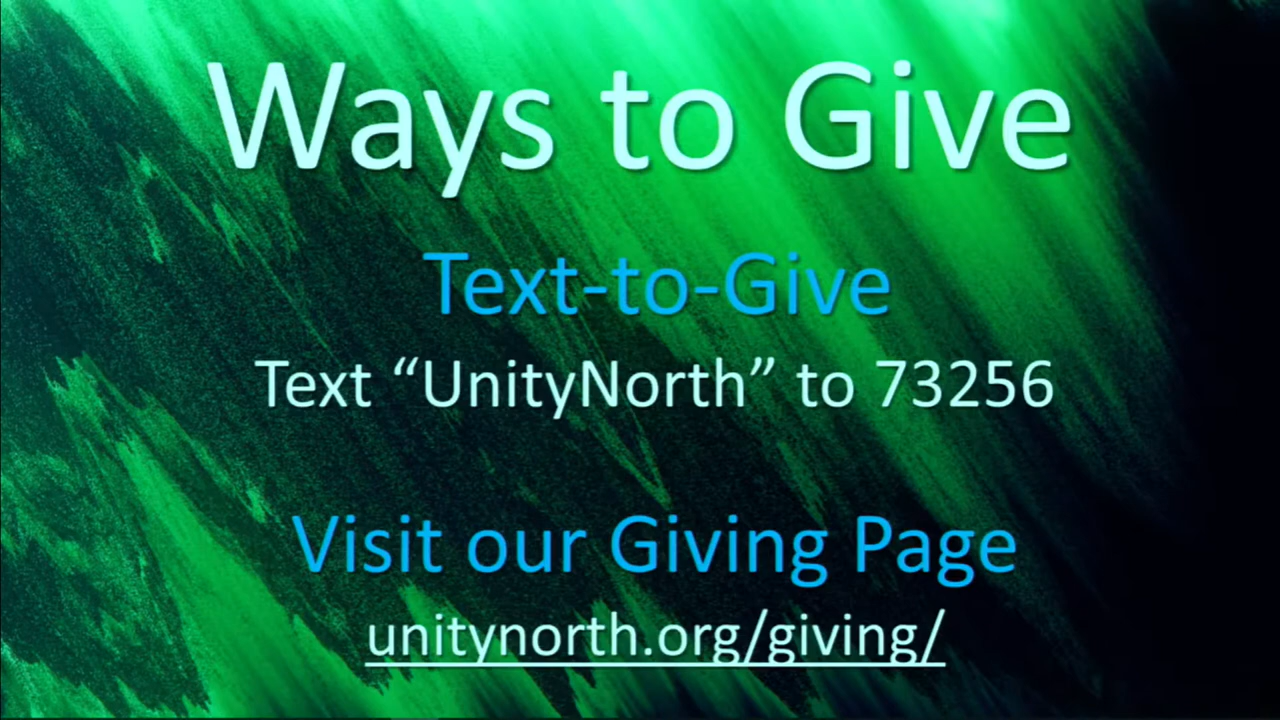 Ways to Give
Text-to-Give
Text “UnityNorth” to 73256
Visit our Giving Page
unitynorth.org/giving/